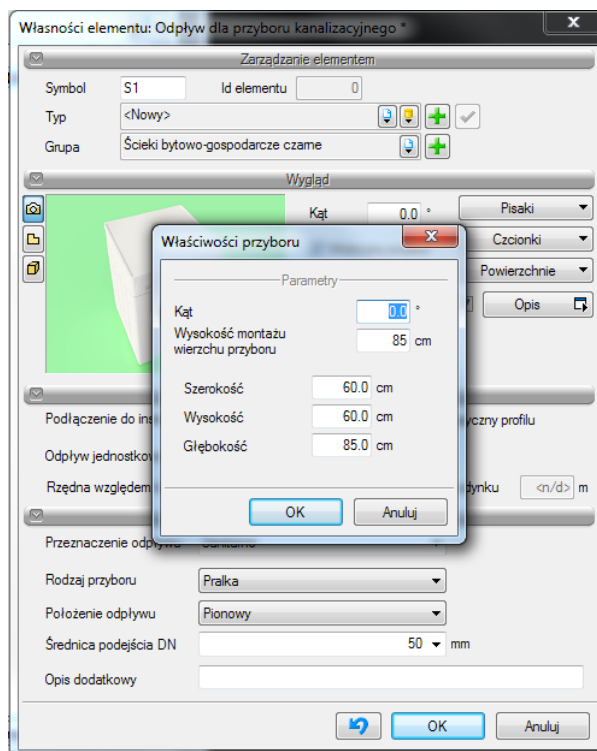 Własności elementu: Odpływ dla przyboru kanalizacyjnego *
Zarządzanie elementem
Symbol S1 Id elementu 0
Typ <Nowy>
Grupa Ścieki bytowo-gospodarcze czarne
Wygląd
Kąt 0.0 ° Pisaki
Czcionki
Powierzchnie
Opis
Właściwości przyboru
Parametry
Kąt 0.0 °
Wysokość montażu
wierzchu przyboru 85 cm
Szerokość 60.0 cm
Wysokość 60.0 cm
Głębokość 85.0 cm
OK Anuluj
Podłączenie do ins yczny profilu
Odpływ jednostkow
Rzędna względem dynku <n/d> m
Przeznaczenie odpływu Sanitarne
Rodzaj przyboru Pralka
Położenie odpływu Pionowy
Średnica podejścia DN 50 mm
Opis dodatkowy
OK Anuluj